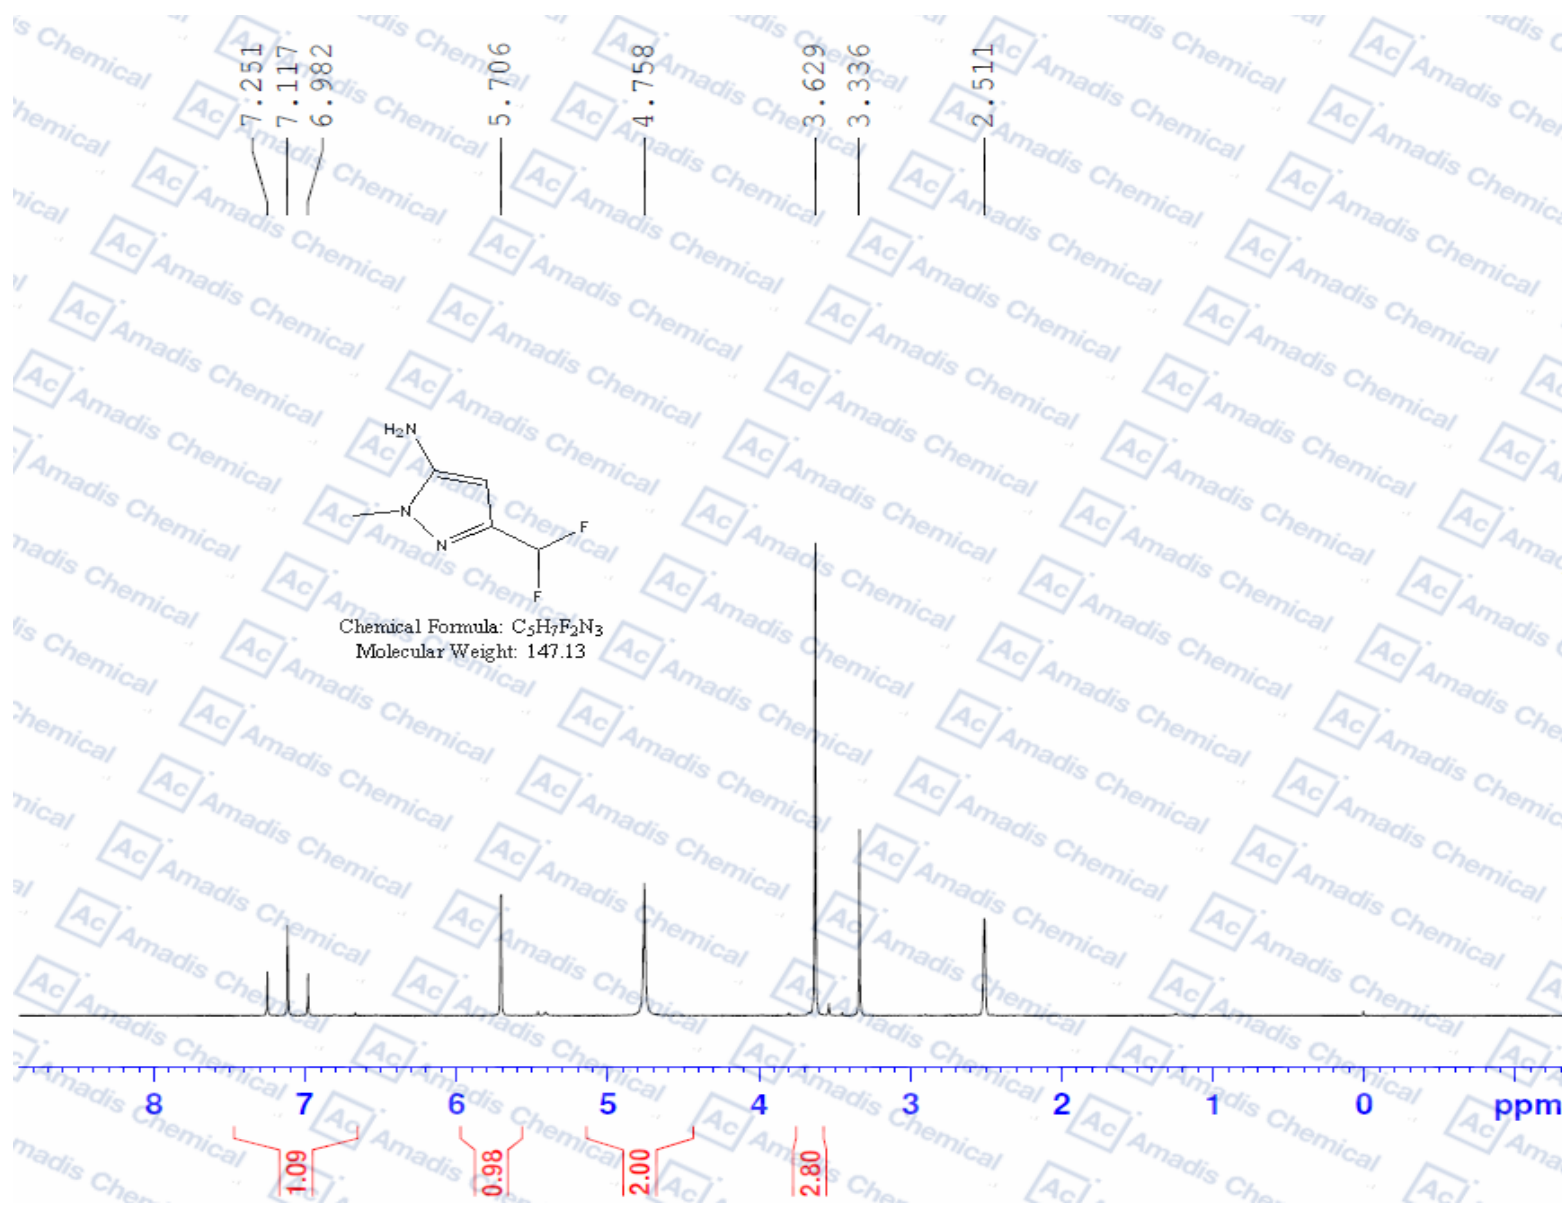 7.251
7.117
6.982
5.706
4.758
3.629
3.336
2.511
H₂N
N
N
F
F
Chemical Formula: C₅H₇F₂N₃
Molecular Weight: 147.13
8 7 6 5 4 3 2 1 0 ppm
1.09
0.98
2.00
2.80
Ac Amadis Chemical